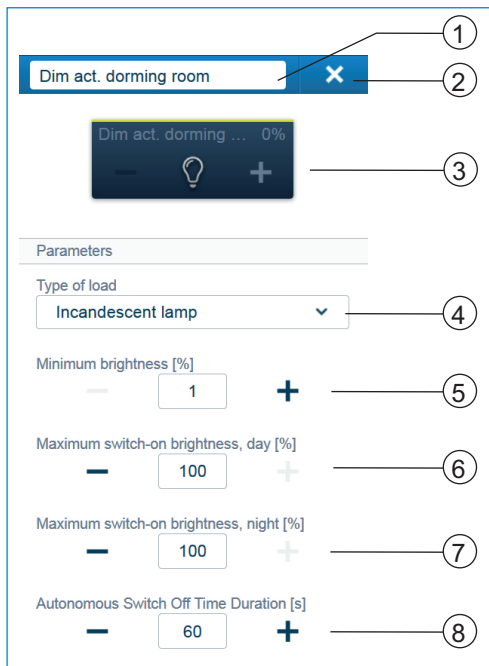 1
Dim act. dorming room ×
2
Dim act. dorming ... 0%
− +
3
Parameters
Type of load
Incandescent lamp
4
Minimum brightness [%]
− 1 +
5
Maximum switch-on brightness, day [%]
− 100 +
6
Maximum switch-on brightness, night [%]
− 100 +
7
Autonomous Switch Off Time Duration [s]
− 60 +
8